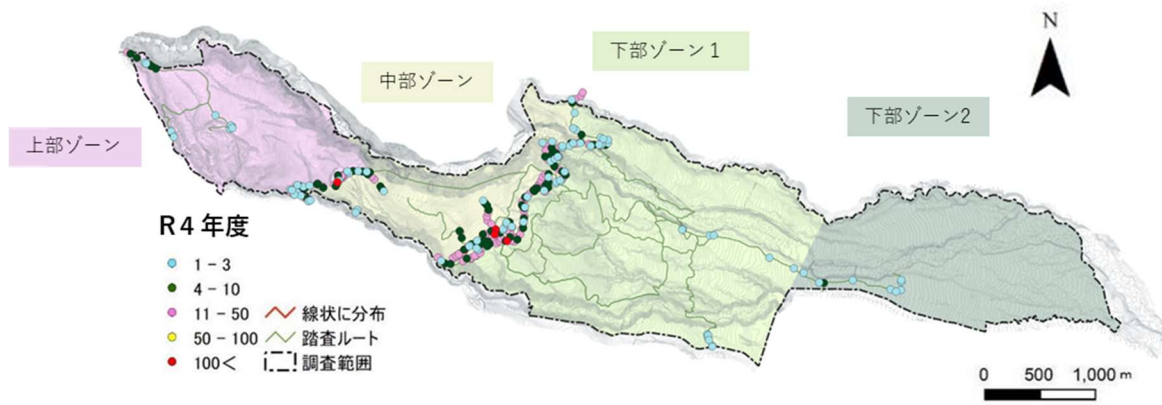 下部ゾーン1
N
中部ゾーン
下部ゾーン2
上部ゾーン
R4年度
1-3
4-10
11-50
線状に分布
50-100
踏査ルート
100<
調査範囲
0 500 1,000 m